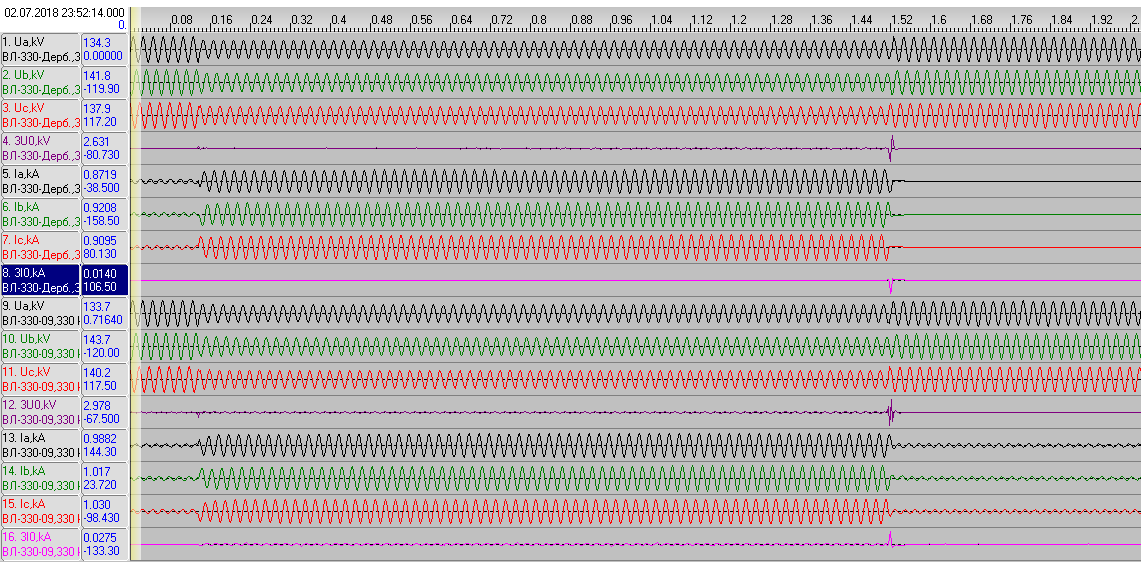 02.07.2018 23:52:14.000
0.
0.08 0.16 0.24 0.32 0.4 0.48 0.56 0.64 0.72 0.8 0.88 0.96 1.04 1.12 1.2 1.28 1.36 1.44 1.52 1.6 1.68 1.76 1.84 1.92 2.
1. Ua,kV 134.3
ВЛ-330-Дерб.,З 0.00000
2. Ub,kV 141.8
ВЛ-330-Дерб.,З -119.90
3. Uc,kV 137.9
ВЛ-330-Дерб.,З 117.20
4. 3U0,kV 2.631
ВЛ-330-Дерб.,З -80.730
5. Ia,kA 0.8719
ВЛ-330-Дерб.,З -38.500
6. Ib,kA 0.9208
ВЛ-330-Дерб.,З -158.50
7. Ic,kA 0.9095
ВЛ-330-Дерб.,З 80.130
8. 3I0,kA 0.0140
ВЛ-330-Дерб.,З 106.50
9. Ua,kV 133.7
ВЛ-330-09,330 0.71640
10. Ub,kV 143.7
ВЛ-330-09,330 -120.00
11. Uc,kV 140.2
ВЛ-330-09,330 117.50
12. 3U0,kV 2.978
ВЛ-330-09,330 -67.500
13. Ia,kA 0.9882
ВЛ-330-09,330 144.30
14. Ib,kA 1.017
ВЛ-330-09,330 23.720
15. Ic,kA 1.030
ВЛ-330-09,330 -98.430
16. 3I0,kA 0.0275
ВЛ-330-09,330 -133.30